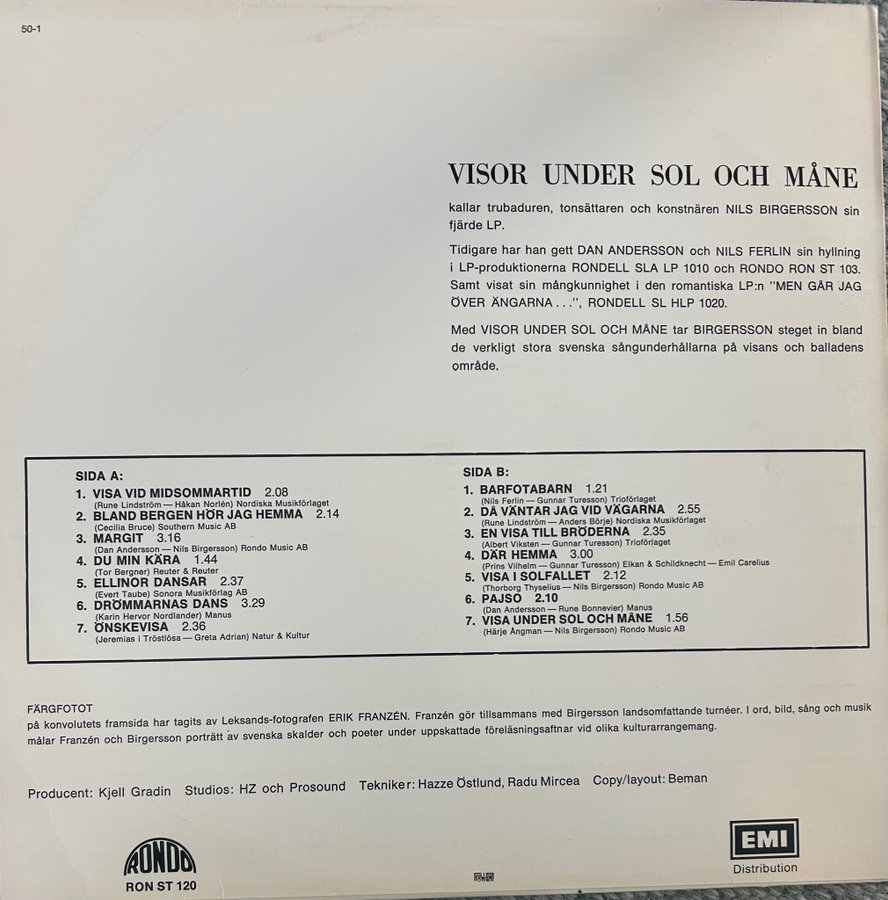 50-1
VISOR UNDER SOL OCH MÅNE
kallar trubaduren, tonsättaren och konstnären NILS BIRGERSSON sin
fjärde LP.
Tidigare har han gett DAN ANDERSSON och NILS FERLIN sin hyllning
i LP-produktionerna RONDELL SLA LP 1010 och RONDO RON ST 103.
Samt visat sin mångkunnighet i den romantiska LP:n "MEN GÅR JAG
ÖVER ÄNGARNA...", RONDELL SL HLP 1020.
Med VISOR UNDER SOL OCH MÅNE tar BIRGERSSON steget in bland
de verkligt stora svenska sångunderhållarna på visans och balladens
område.
SIDA A:
1. VISA VID MIDSOMMARTID 2.08
(Rune Lindström — Håkan Norlén) Nordiska Musikförlaget
2. BLAND BERGEN HÖR JAG HEMMA 2.14
(Cecilia Bruce) Southern Music AB
3. MARGIT 3.16
(Dan Andersson — Nils Birgersson) Rondo Music AB
4. DU MIN KÄRA 1.44
(Tor Bergner) Reuter & Reuter
5. ELLINOR DANSAR 2.37
(Evert Taube) Sonora Musikförlag AB
6. DRÖMMARNAS DANS 3.29
(Karin Hervor Nordlander) Manus
7. ÖNSKEVISA 2.36
(Jeremias i Tröstlösa — Greta Adrian) Natur & Kultur
SIDA B:
1. BARFOTABARN 1.21
(Nils Ferlin — Gunnar Turesson) Trioförlaget
2. DÅ VÄNTAR JAG VID VÄGARNA 2.55
(Rune Lindström — Anders Börje) Nordiska Musikförlaget
3. EN VISA TILL BRÖDERNA 2.35
(Albert Viksten — Gunnar Turesson) Trioförlaget
4. DÄR HEMMA 3.00
(Prins Vilhelm — Gunnar Turesson) Elkan & Schildknecht — Emil Carelius
5. VISA I SOLFALLET 2.12
(Thorborg Thyselius — Nils Birgersson) Rondo Music AB
6. PAJSO 2.10
(Dan Andersson — Rune Bonnevier) Manus
7. VISA UNDER SOL OCH MÅNE 1.56
(Härje Ångman — Nils Birgersson) Rondo Music AB
FÄRGFOTOT
på konvolutets framsida har tagits av Leksands-fotografen ERIK FRANZÉN. Franzén gör tillsammans med Birgersson landsomfattande turnéer. I ord, bild, sång och musik
målar Franzén och Birgersson porträtt av svenska skalder och poeter under uppskattade föreläsningsaftnar vid olika kulturarrangemang.
Producent: Kjell Gradin Studios: HZ och Prosound Tekniker: Hazze Östlund, Radu Mircea Copy/layout: Beman
RONDO
RON ST 120
EMI
Distribution